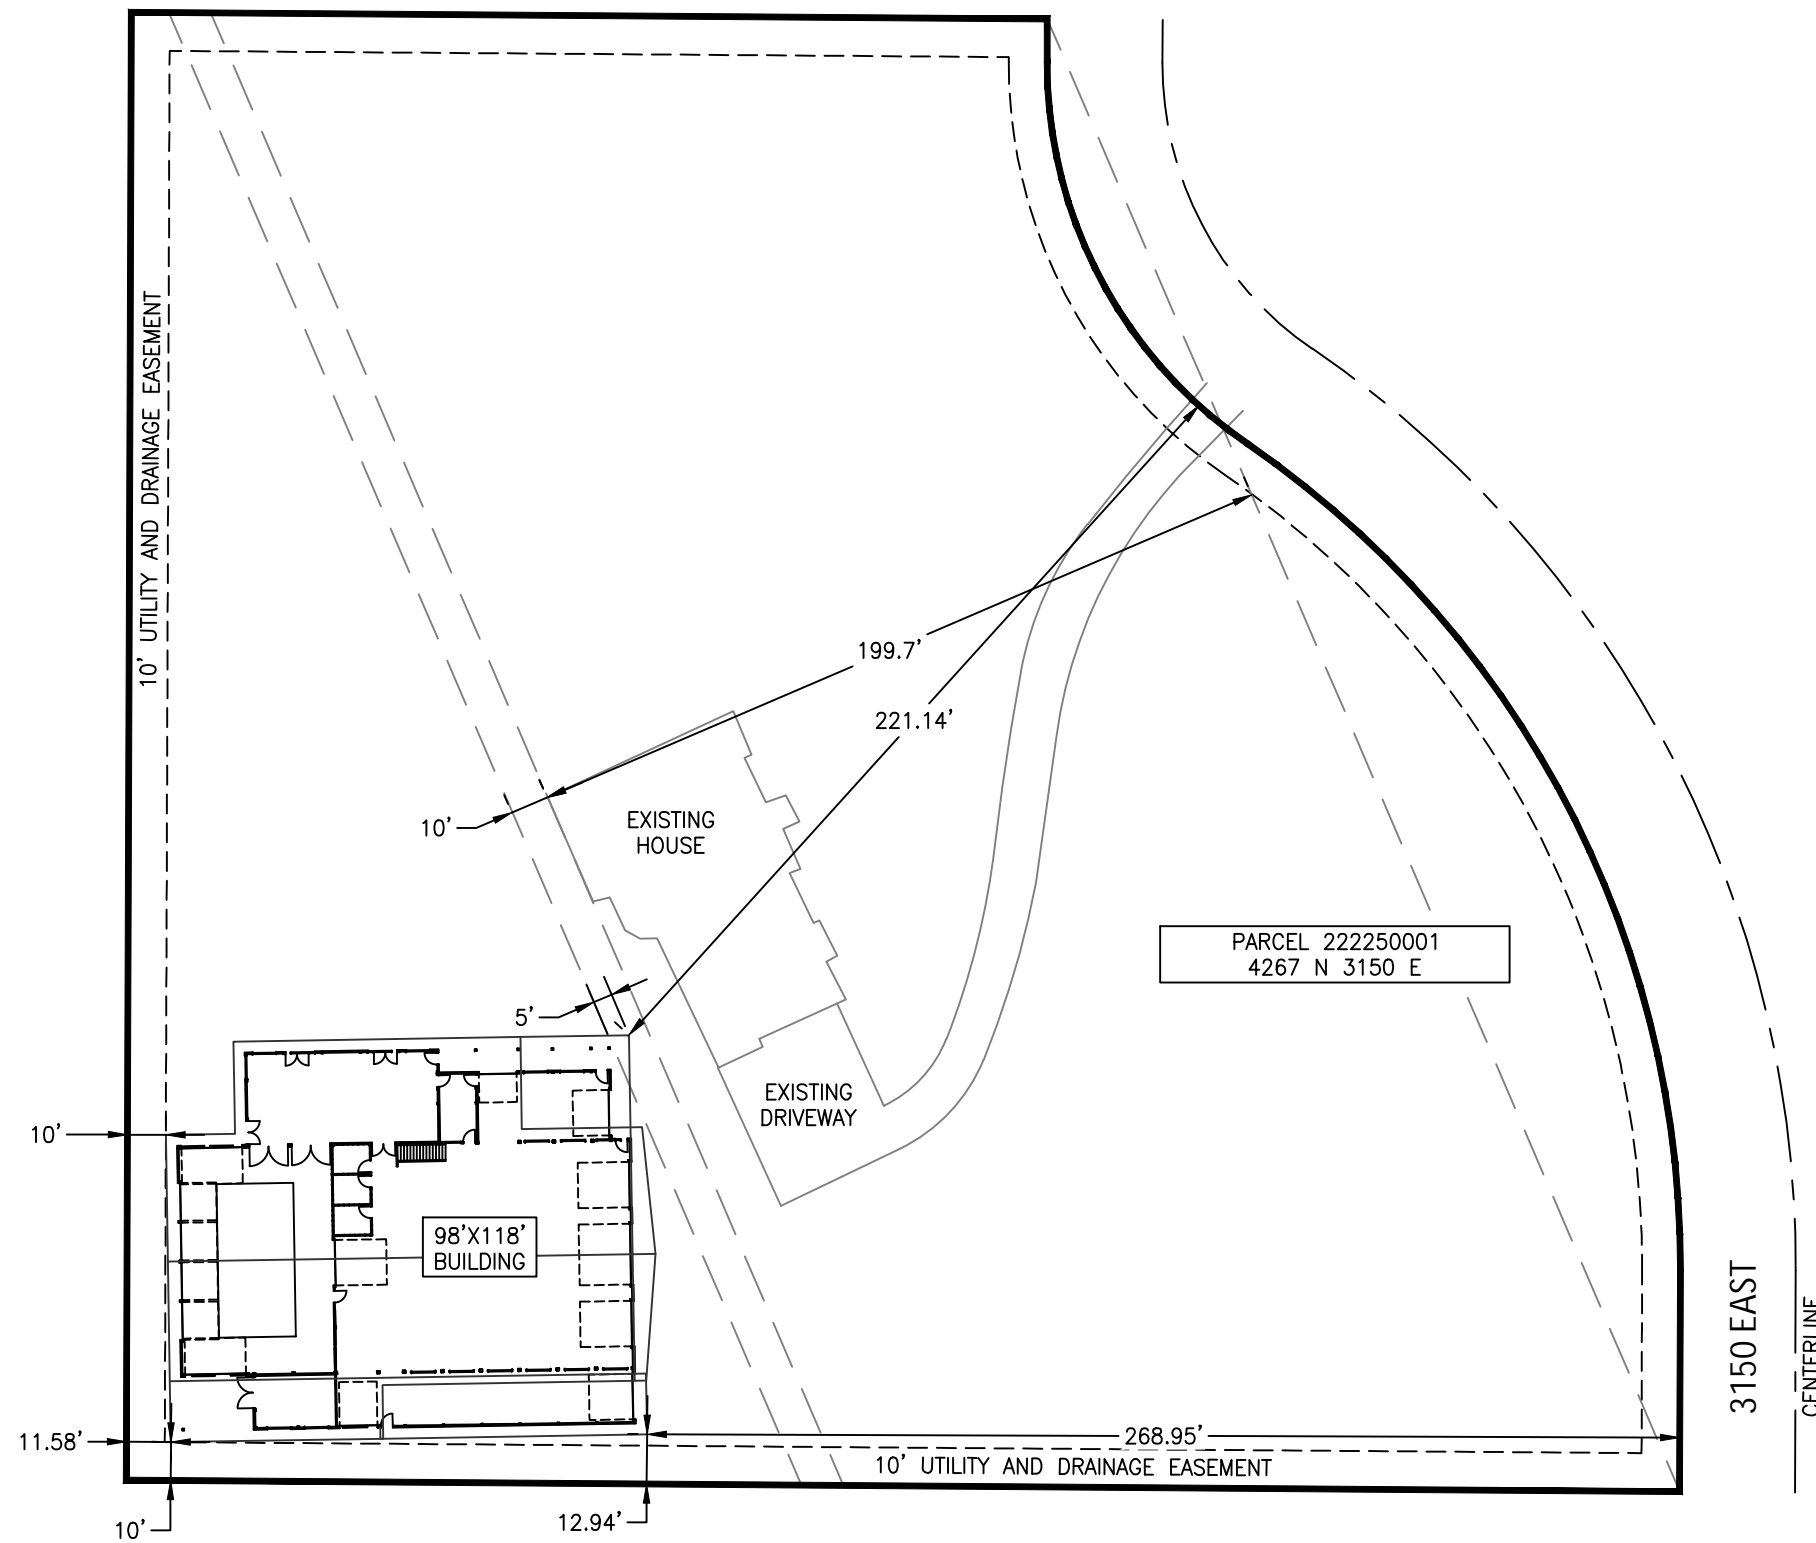 10' UTILITY AND DRAINAGE EASEMENT
199.7'
221.14'
10'
EXISTING
HOUSE
PARCEL 222250001
4267 N 3150 E
5'
EXISTING
DRIVEWAY
10'
98'X118'
BUILDING
3150 EAST
CENTERLINE
11.58'
268.95'
10' UTILITY AND DRAINAGE EASEMENT
10'
12.94'